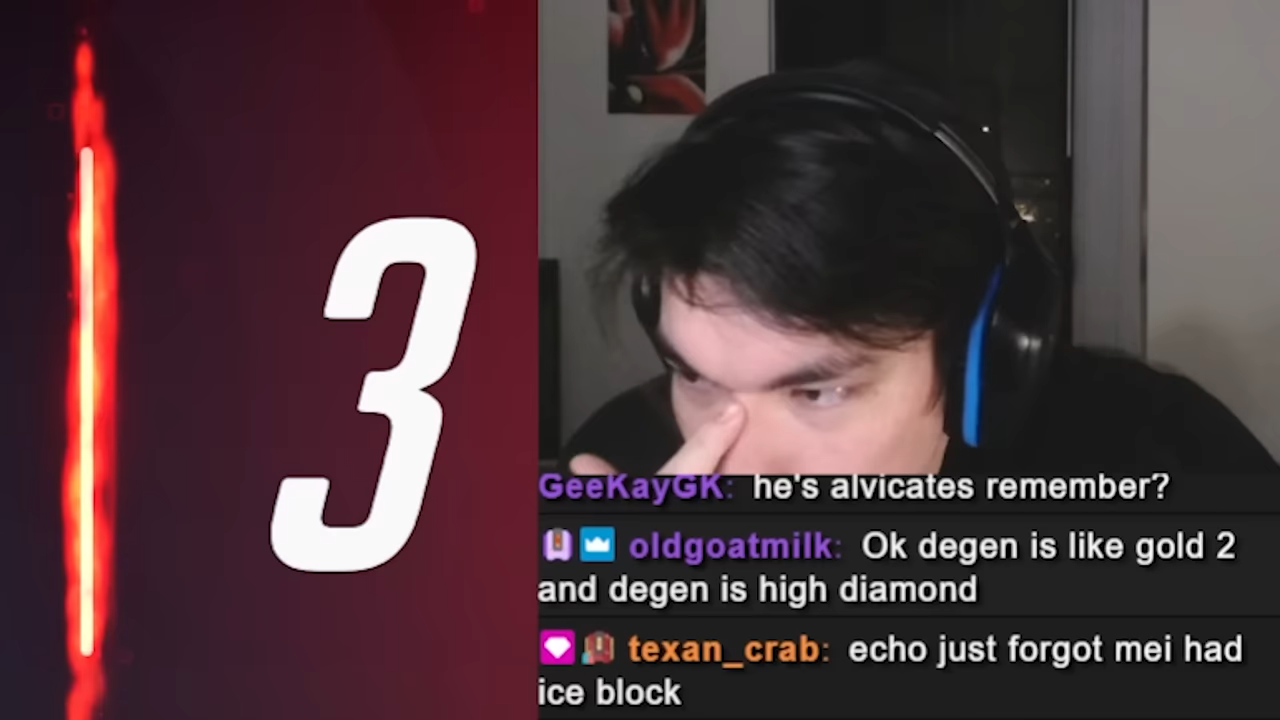 3
GeeKayGK: he's alvicates remember?
oldgoatmilk: Ok degen is like gold 2
and degen is high diamond
texan_crab: echo just forgot mei had
ice block